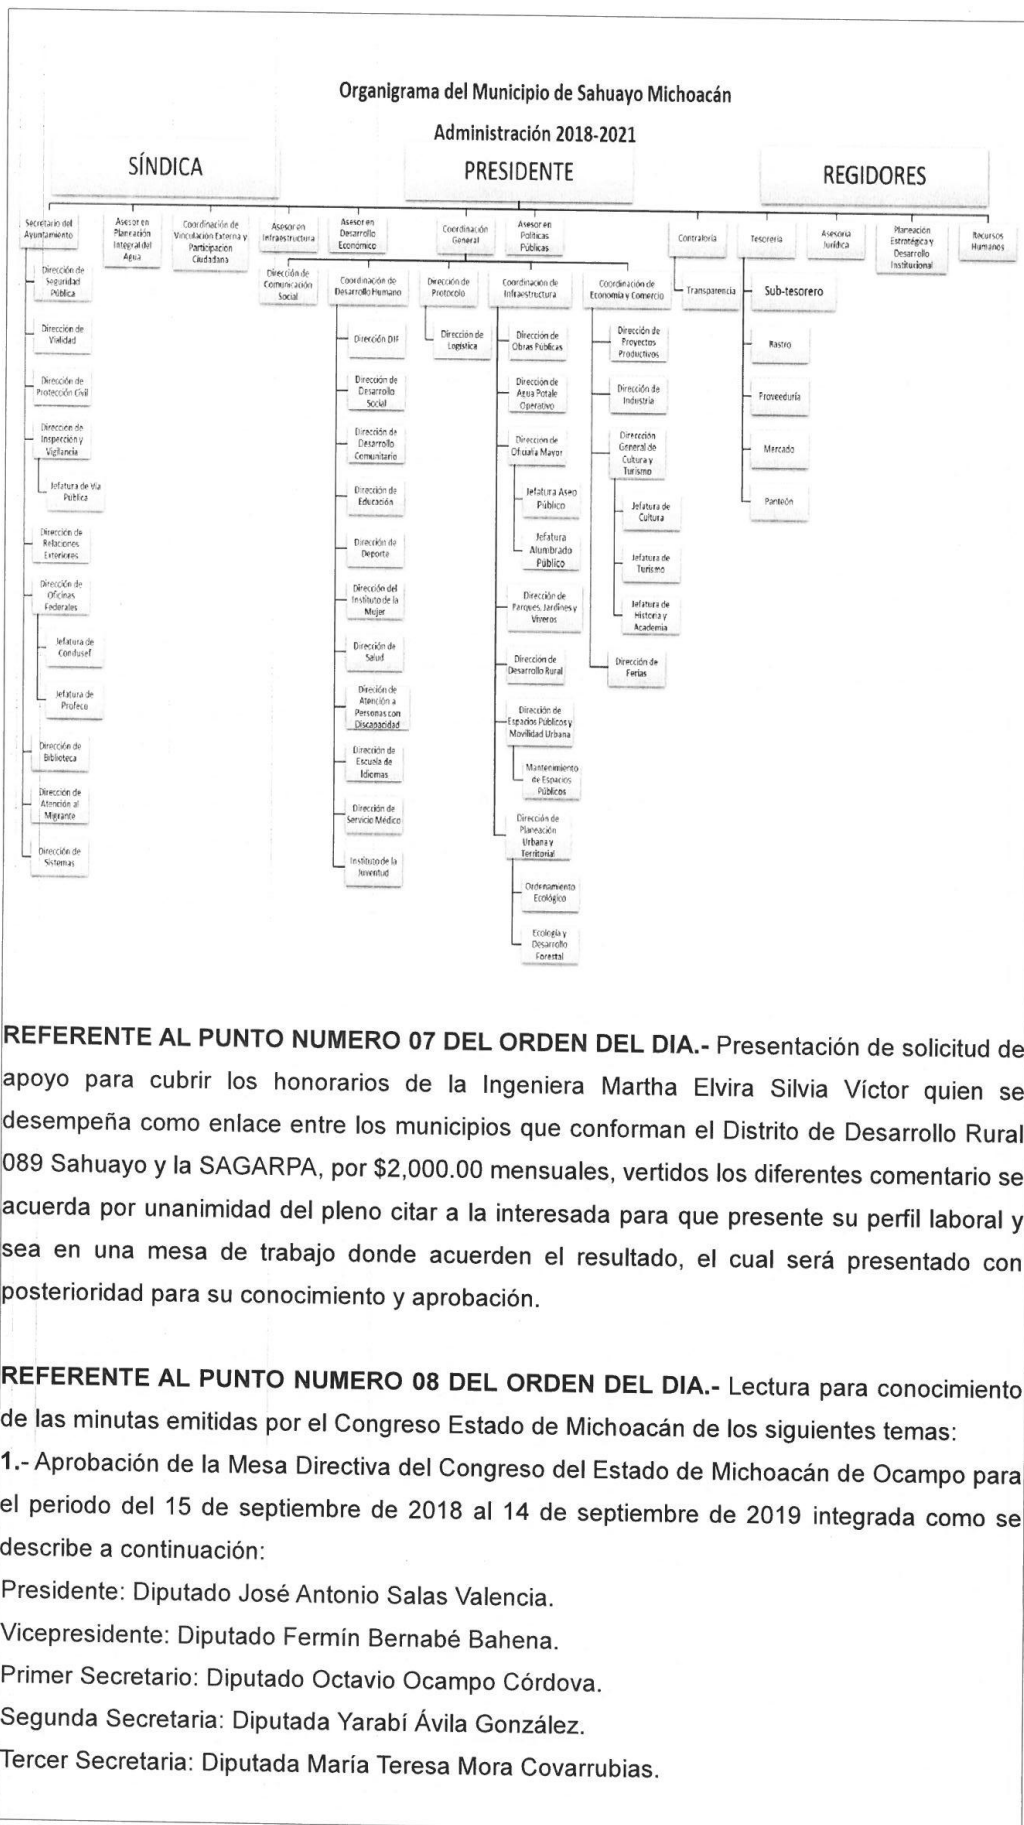 Organigrama del Municipio de Sahuayo Michoacán
Administración 2018-2021
SÍNDICA
PRESIDENTE
REGIDORES
Secretario del
Ayuntamiento
Asesor en
Planeación
Integral del
Agua
Coordinación de
Vinculación Externa y
Participacion
Ciudadana
Asesor en
Infraestructura
Asesor en
Desarrollo
Económico
Coordinación
General
Asesor en
Políticas
Públicas
Contraloría
Tesorería
Asesoría
Jurídica
Planeación
Estratégica y
Desarrollo
Institucional
Recursos
Humanos
Dirección de
Seguridad
Pública
Dirección de
Vialidad
Dirección de
Protección Civil
Dirección de
Inspección y
Vigilancia
Jefatura de Vía
Pública
Dirección de
Relaciones
Exteriores
Dirección de
Oficinas
Federales
Jefatura de
Condusef
Jefatura de
Profeco
Dirección de
Biblioteca
Dirección de
Atención al
Migrante
Dirección de
Sistemas
Dirección de
Comunicación
Social
Coordinación de
Desarrollo Humano
Dirección DIF
Dirección de
Desarrollo
Social
Dirección de
Desarrollo
Comunitario
Dirección de
Educación
Dirección de
Deporte
Dirección del
Instituto de la
Mujer
Dirección de
Salud
Direción de
Atención a
Personas con
Discapacidad
Dirección de
Escuela de
Idiomas
Dirección de
Servicio Médico
Instituto de la
Juventud
Dirección de
Protocolo
Dirección de
Logística
Coordinación de
Infraestructura
Dirección de
Obras Públicas
Dirección de
Agua Potale
Operativo
Dirección de
Oficialía Mayor
Jefatura Aseo
Público
Jefatura
Alumbrado
Público
Dirección de
Parques, Jardines y
Viveros
Dirección de
Desarrollo Rural
Dirección de
Espacios Públicos y
Movilidad Urbana
Mantenimiento
de Espacios
Públicos
Dirección de
Planeación
Urbana y
Territorial
Ordenamiento
Ecológico
Ecología y
Desarrollo
Forestal
Coordinación de
Economía y Comercio
Dirección de
Proyectos
Productivos
Dirección de
Industria
Dirercción
General de
Cultura y
Turismo
Jefatura de
Cultura
Jefatura de
Turismo
Jefatura de
Historia y
Academia
Dirección de
Ferias
Transparencia
Sub-tesorero
Rastro
Proveeduría
Mercado
Panteón
REFERENTE AL PUNTO NUMERO 07 DEL ORDEN DEL DIA.- Presentación de solicitud de
apoyo para cubrir los honorarios de la Ingeniera Martha Elvira Silvia Víctor quien se
desempeña como enlace entre los municipios que conforman el Distrito de Desarrollo Rural
089 Sahuayo y la SAGARPA, por $2,000.00 mensuales, vertidos los diferentes comentario se
acuerda por unanimidad del pleno citar a la interesada para que presente su perfil laboral y
sea en una mesa de trabajo donde acuerden el resultado, el cual será presentado con
posterioridad para su conocimiento y aprobación.
REFERENTE AL PUNTO NUMERO 08 DEL ORDEN DEL DIA.- Lectura para conocimiento
de las minutas emitidas por el Congreso Estado de Michoacán de los siguientes temas:
1.- Aprobación de la Mesa Directiva del Congreso del Estado de Michoacán de Ocampo para
el periodo del 15 de septiembre de 2018 al 14 de septiembre de 2019 integrada como se
describe a continuación:
Presidente: Diputado José Antonio Salas Valencia.
Vicepresidente: Diputado Fermín Bernabé Bahena.
Primer Secretario: Diputado Octavio Ocampo Córdova.
Segunda Secretaria: Diputada Yarabí Ávila González.
Tercer Secretaria: Diputada María Teresa Mora Covarrubias.